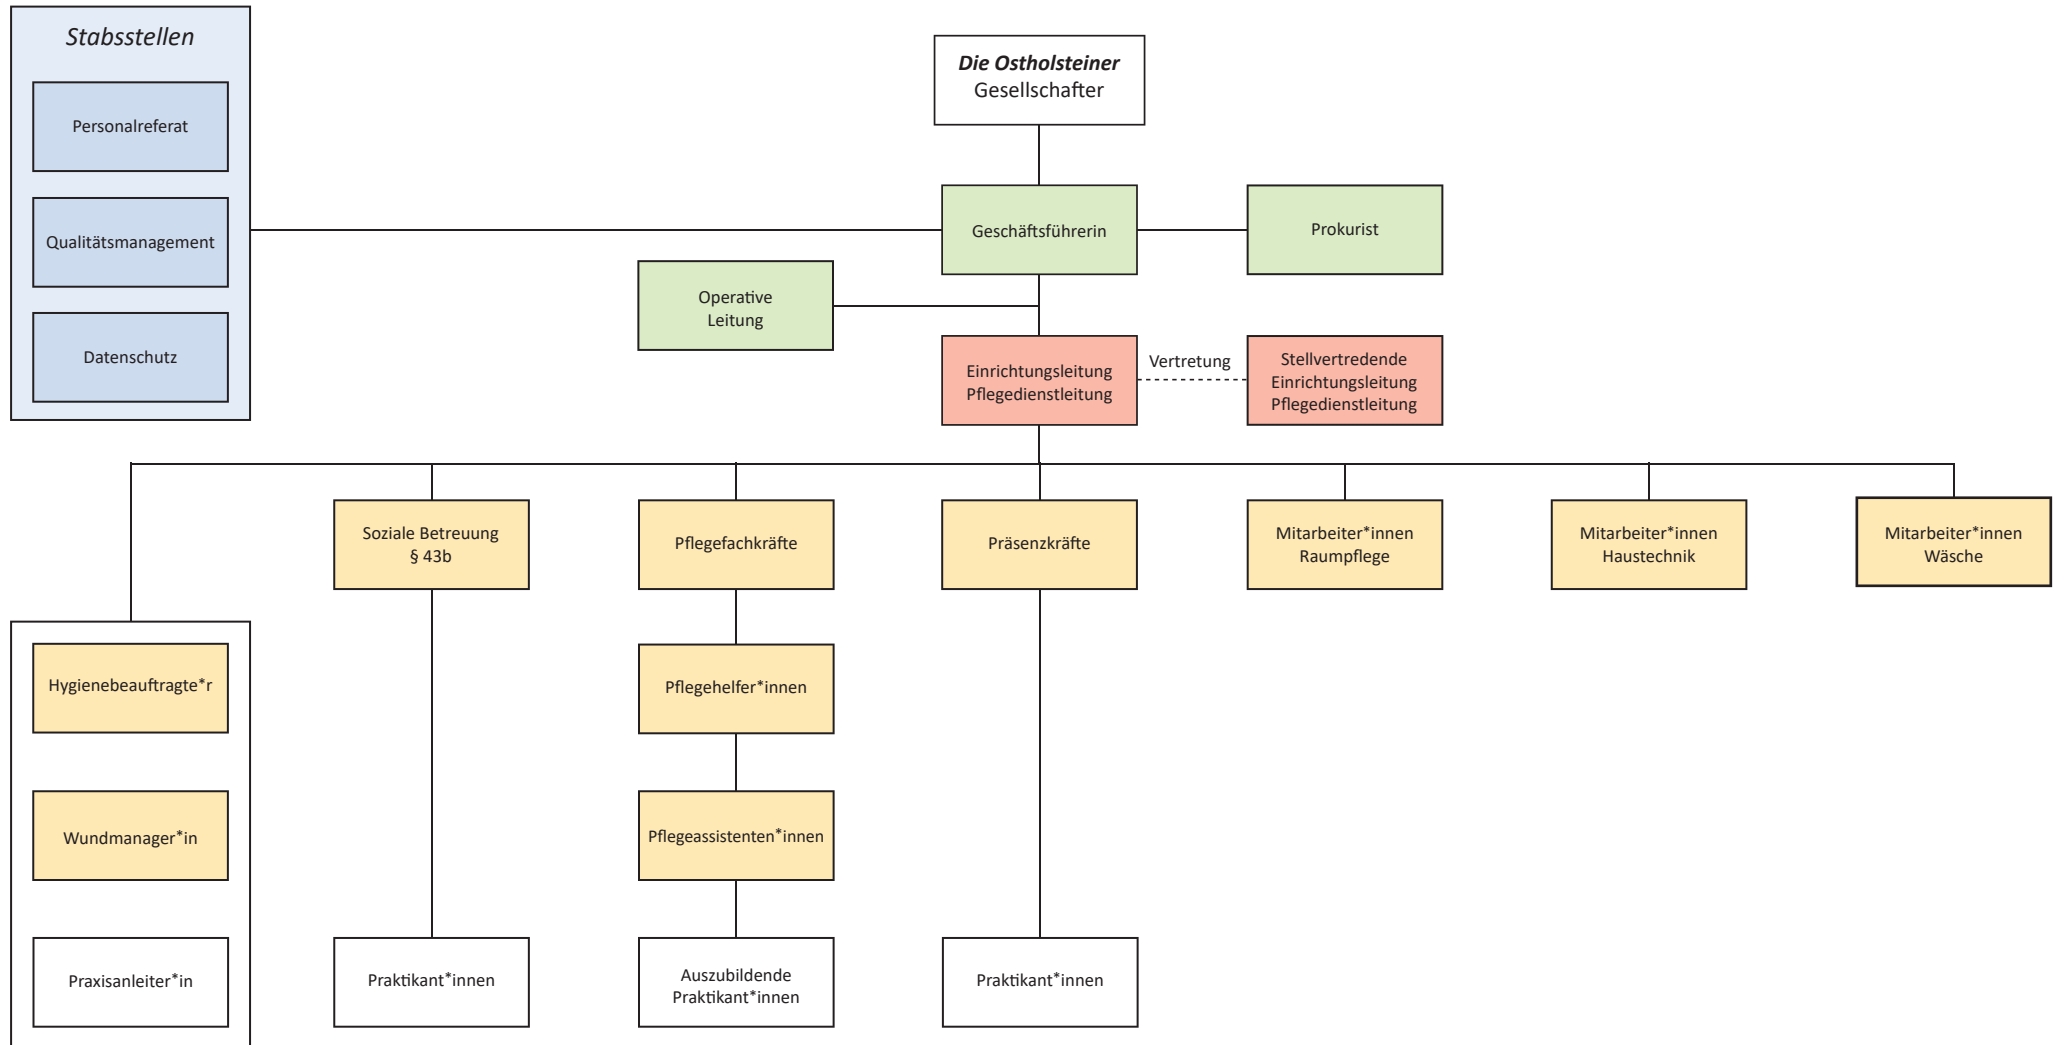 Stabsstellen
Personalreferat
Qualitätsmanagement
Datenschutz
Die Ostholsteiner
Gesellschafter
Geschäftsführerin
Prokurist
Operative
Leitung
Einrichtungsleitung
Pflegedienstleitung
Vertretung
Stellvertredende
Einrichtungsleitung
Pflegedienstleitung
Soziale Betreuung
§ 43b
Pflegefachkräfte
Präsenzkräfte
Mitarbeiter*innen
Raumpflege
Mitarbeiter*innen
Haustechnik
Mitarbeiter*innen
Wäsche
Hygienebeauftragte*r
Pflegehelfer*innen
Wundmanager*in
Pflegeassistenten*innen
Praxisanleiter*in
Praktikant*innen
Auszubildende
Praktikant*innen
Praktikant*innen